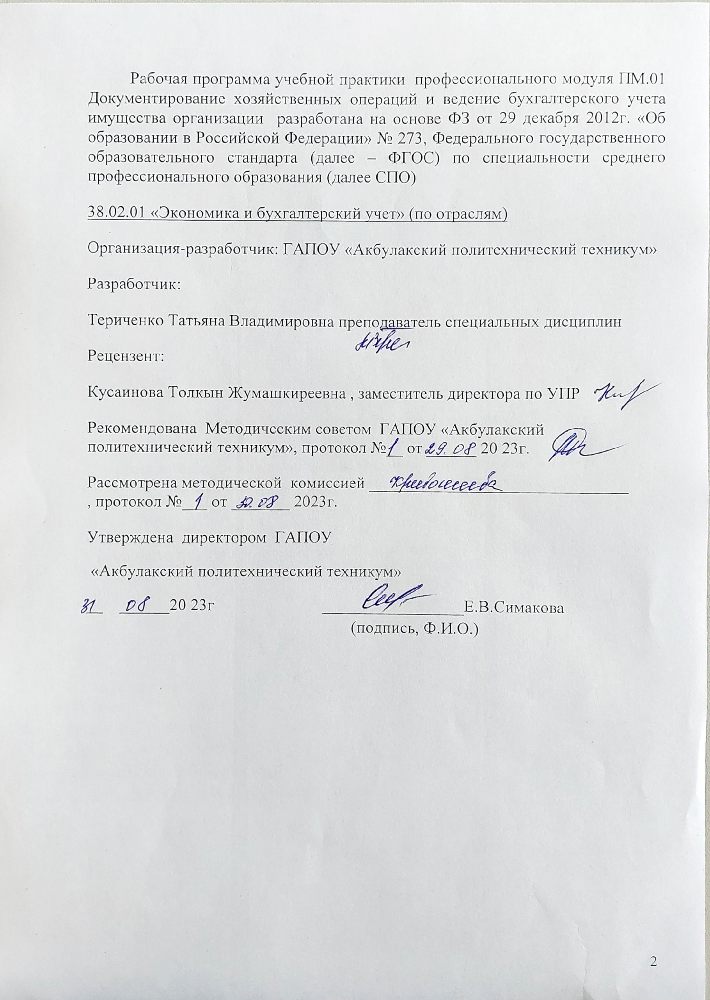 Рабочая программа учебной практики профессионального модуля ПМ.01
Документирование хозяйственных операций и ведение бухгалтерского учета
имущества организации разработана на основе ФЗ от 29 декабря 2012г. «Об
образовании в Российской Федерации» № 273, Федерального государственного
образовательного стандарта (далее – ФГОС) по специальности среднего
профессионального образования (далее СПО)
38.02.01 «Экономика и бухгалтерский учет» (по отраслям)
Организация-разработчик: ГАПОУ «Акбулакский политехнический техникум»
Разработчик:
Териченко Татьяна Владимировна преподаватель специальных дисциплин
Рецензент:
Кусаинова Толкын Жумашкиреевна , заместитель директора по УПР
Рекомендована Методическим советом ГАПОУ «Акбулакский
политехнический техникум», протокол №1 от 29.08 20 23г.
Рассмотрена методической комиссией
, протокол № 1 от 30.08 2023г.
Утверждена директором ГАПОУ
«Акбулакский политехнический техникум»
31 08 20 23г Е.В.Симакова
(подпись, Ф.И.О.)
2